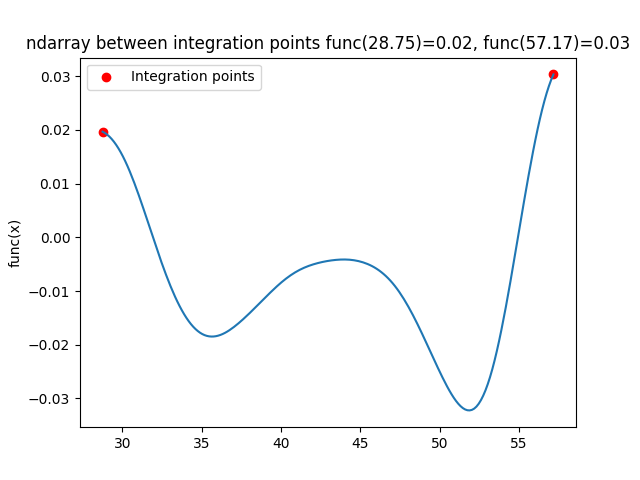 ndarray between integration points func(28.75)=0.02, func(57.17)=0.03
Integration points
func(x)
0.03
0.02
0.01
0.00
−0.01
−0.02
−0.03
30 35 40 45 50 55